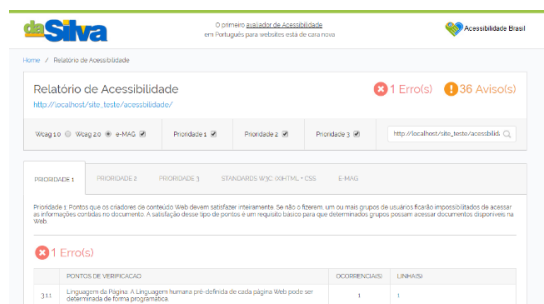 daSilva
O primeiro avaliador de Acessibilidade
em Português para websites esta de cara nova
Acessibilidade Brasil
Home / Relatório de Acessibilidade
Relatório de Acessibilidade
http://localhost/site_teste/acessibilidade/
1 Erro(s) 36 Aviso(s)
Wcag 1.0 Wcag 2.0 e-MAG Prioridade 1 Prioridade 2 Prioridade 3 http://localhost/site_teste/acessibilid
PRIORIDADE 1 PRIORIDADE 2 PRIORIDADE 3 STANDARDS W3C (XHTML + CSS) E-MAG
Prioridade 1: Pontos que os criadores de conteúdo Web devem satisfazer inteiramente. Se não o fizerem, um ou mais grupos de usuários ficarão impossibilitados de acessar
as informações contidas no documento. A satisfação desse tipo de pontos é um requisito básico para que determinados grupos possam acessar documentos disponíveis na
Web.
1 Erro(s)
PONTOS DE VERIFICACAO OCORRENCIA(S) LINHA(S)
3.1.1 Linguagem da Página: A Linguagem humana pré-definida de cada página Web pode ser 1 1
determinada de forma programática.